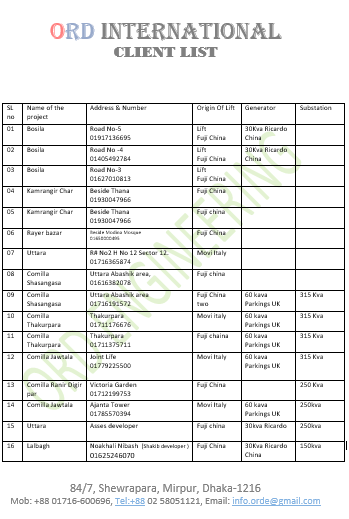 ORD INTERNATIONAL
CLIENT LIST
SL no | Name of the project | Address & Number | Origin Of Lift | Generator | Substation
01 | Bosila | Road No-5 01917136695 | Lift Fuji China | 30Kva Ricardo China
02 | Bosila | Road No -4 01405492784 | Lift Fuji China | 30Kva Ricardo China
03 | Bosila | Road No-3 01627010813 | Lift Fuji China
04 | Kamrangir Char | Beside Thana 01930047966 | Fuji China
05 | Kamrangir Char | Beside Thana 01930047966 | Fuji china
06 | Rayer bazar | Beside Modina Mosque | Fuji China
07 | Uttara | R# No2 H No 12 Sector 12. 01716365874 | Movi Italy
08 | Comilla Shasangasa | Uttara Abashik area, 01616382078 | Fuji china
09 | Comilla Shasangasa | Uttara Abashik area 01716191572 | Fuji China two | 60 kava Parkings UK | 315 Kva
10 | Comilla Thakurpara | Thakurpara 01711176676 | Movi Italy | 60 kava Parkings UK | 315 Kva
11 | Comilla Thakurpara | Thakurpara 01711375711 | Fuji chaina | 60 kava Parkings UK | 315 Kva
12 | Comilla Jawtala | Joint Life 01779225500 | Movi italy | 60 kava Parkings UK | 315 Kva
13 | Comilla Ranir Digir par | Victoria Garden 01712199753 | Fuji China | 250 Kva
14 | Comilla Jawtala | Ajanta Tower 01785570394 | Movi Italy | 60 kava Parkings UK | 250kva
15 | Uttara | Asses developer | Fuji china | 30kva Ricardo | 250kva
16 | Lalbagh | Noakhali Nibash (Shakib developer ) 01625246070 | Fuji China | 30Kva Ricardo China | 150kva
ORD ENGINEERING
84/7, Shewrapara, Mirpur, Dhaka-1216
Mob: +88 01716-600696, Tel:+88 02 58051121, Email: info.orde@gmail.com